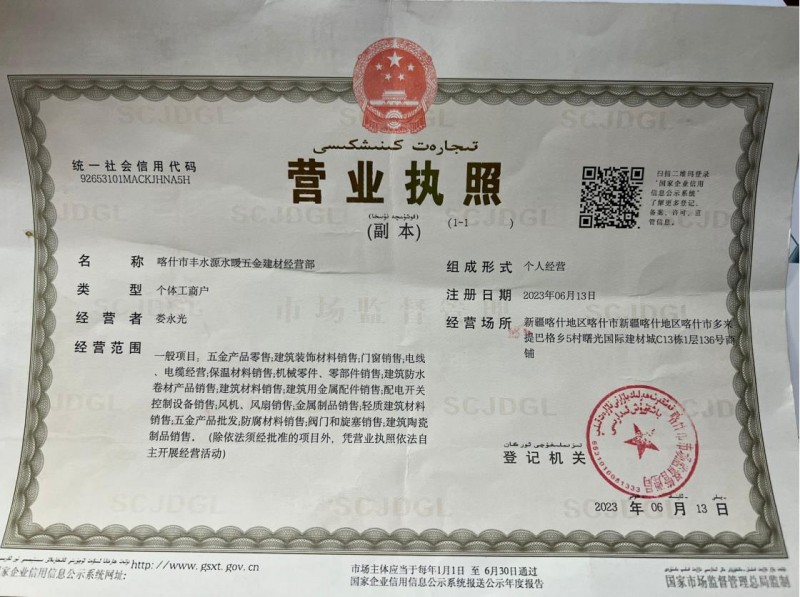 تىجارەت كىنىشكىسى
统一社会信用代码
92653101MACKJHNA5H
营业执照
(قوشۇمچە نۇسخا)
(副本)
(1-1 )
扫描二维码登录
'国家企业信用
信息公示系统'
了解更多登记、
备案、许可、监
管信息。
名 称 喀什市丰水源水暖五金建材经营部
类 型 个体工商户
经营者 娄永光
经营范围
一般项目：五金产品零售;建筑装饰材料销售;门窗销售;电线
、电缆经营;保温材料销售;机械零件、零部件销售;建筑防水
卷材产品销售;建筑材料销售;建筑用金属配件销售;配电开关
控制设备销售;风机、风扇销售;金属制品销售;轻质建筑材料
销售;五金产品批发;防腐材料销售;阀门和旋塞销售;建筑陶瓷
制品销售。（除依法须经批准的项目外，凭营业执照依法自
主开展经营活动）
组成形式 个人经营
注册日期 2023年06月13日
经营场所 新疆喀什地区喀什市新疆喀什地区喀什市多来
提巴格乡5村曙光国际建材城C13栋1层136号商
铺
登记机关
6531010081333
2023 年 06 月 13 日
http://www.gsxt.gov.cn
国家企业信用信息公示系统网址:
市场主体应当于每年1月1日 至 6月30日通过
国家企业信用信息公示系统报送公示年度报告
国家市场监督管理总局监制
SCJDGL
市场监督管理